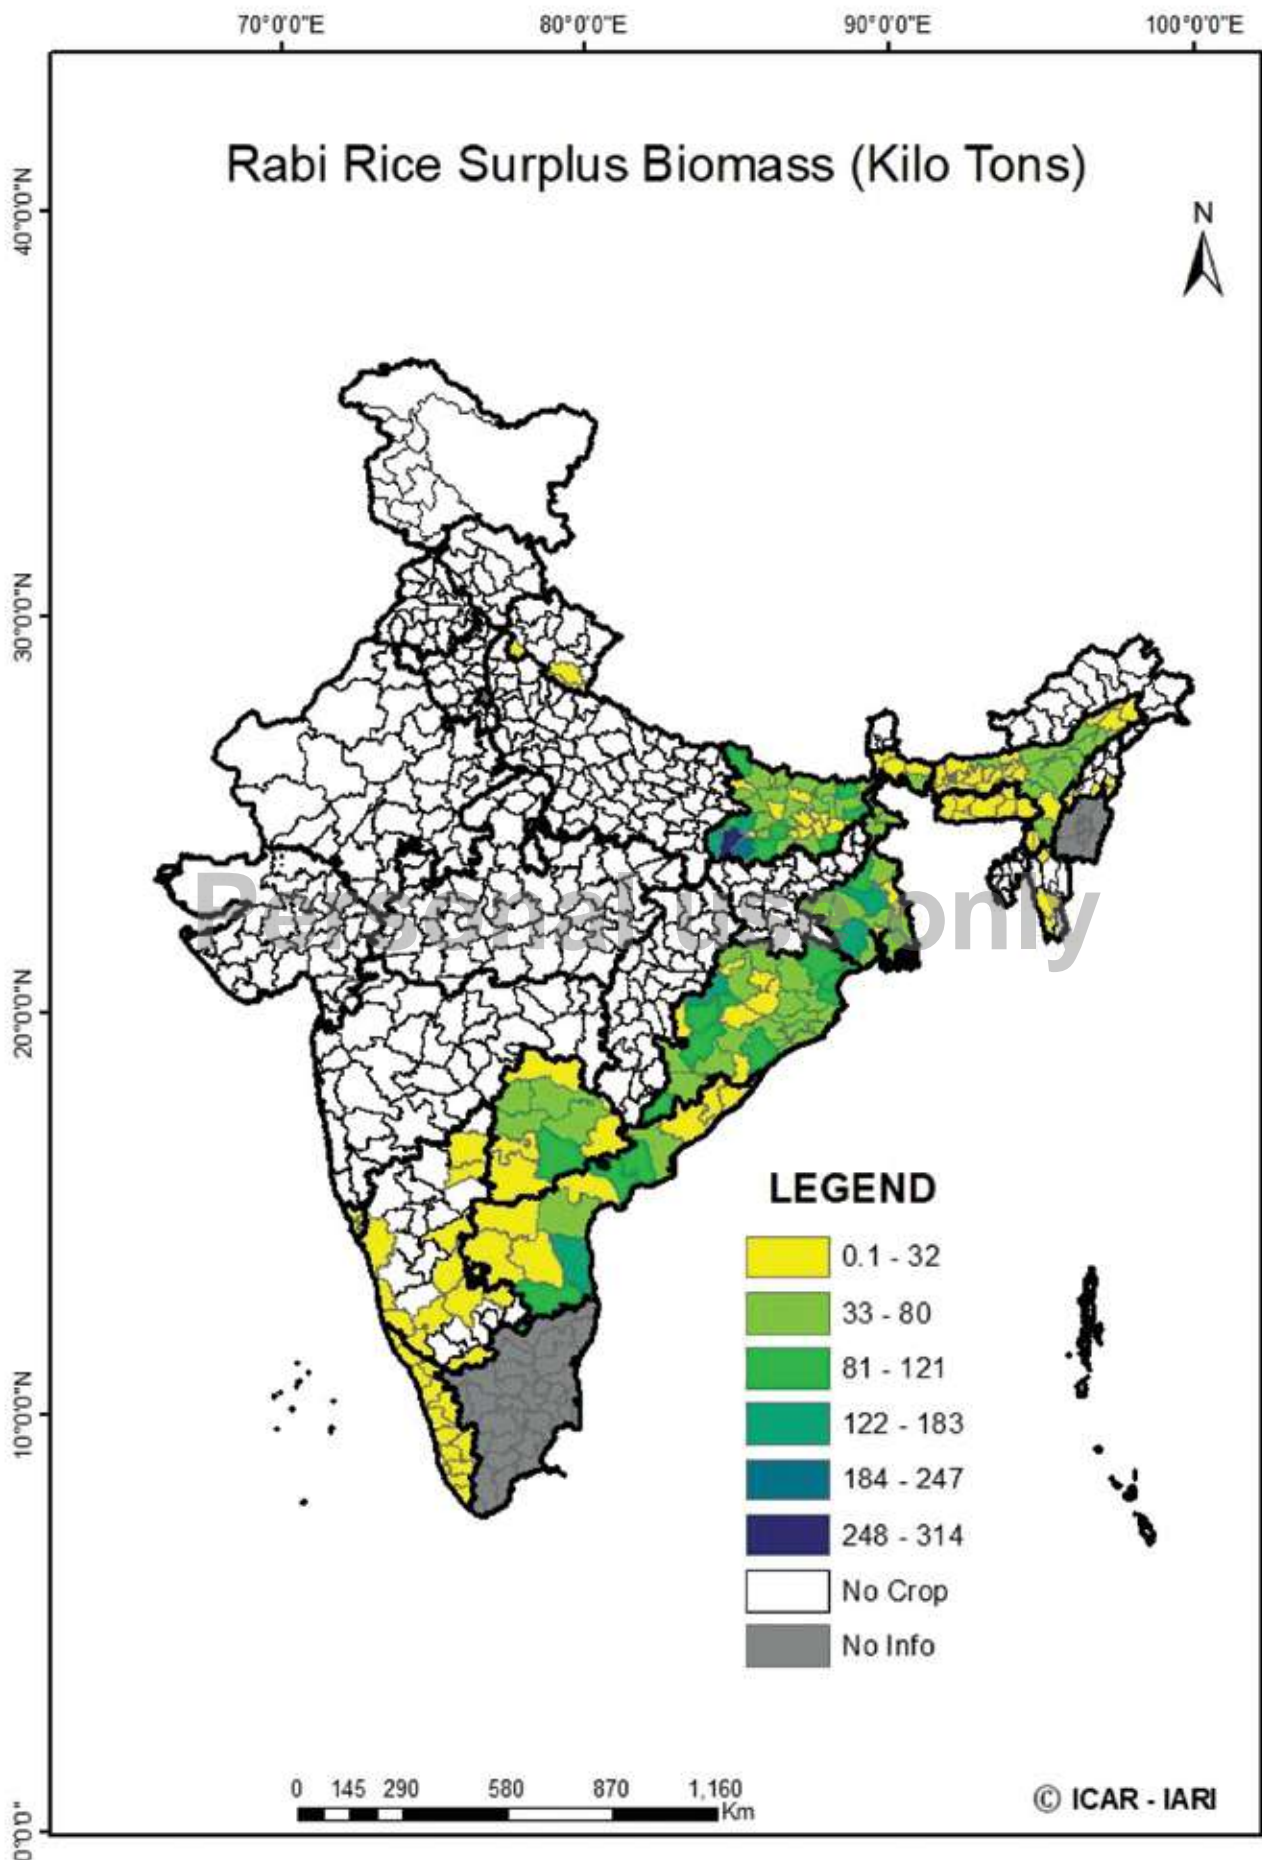 70°0'0"E 80°0'0"E 90°0'0"E 100°0'0"E
Rabi Rice Surplus Biomass (Kilo Tons)
N
40°0'0"N
30°0'0"N
20°0'0"N
10°0'0"N
0°0'0"
Personal use only
LEGEND
0.1 - 32
33 - 80
81 - 121
122 - 183
184 - 247
248 - 314
No Crop
No Info
0 145 290 580 870 1,160
Km
© ICAR - IARI